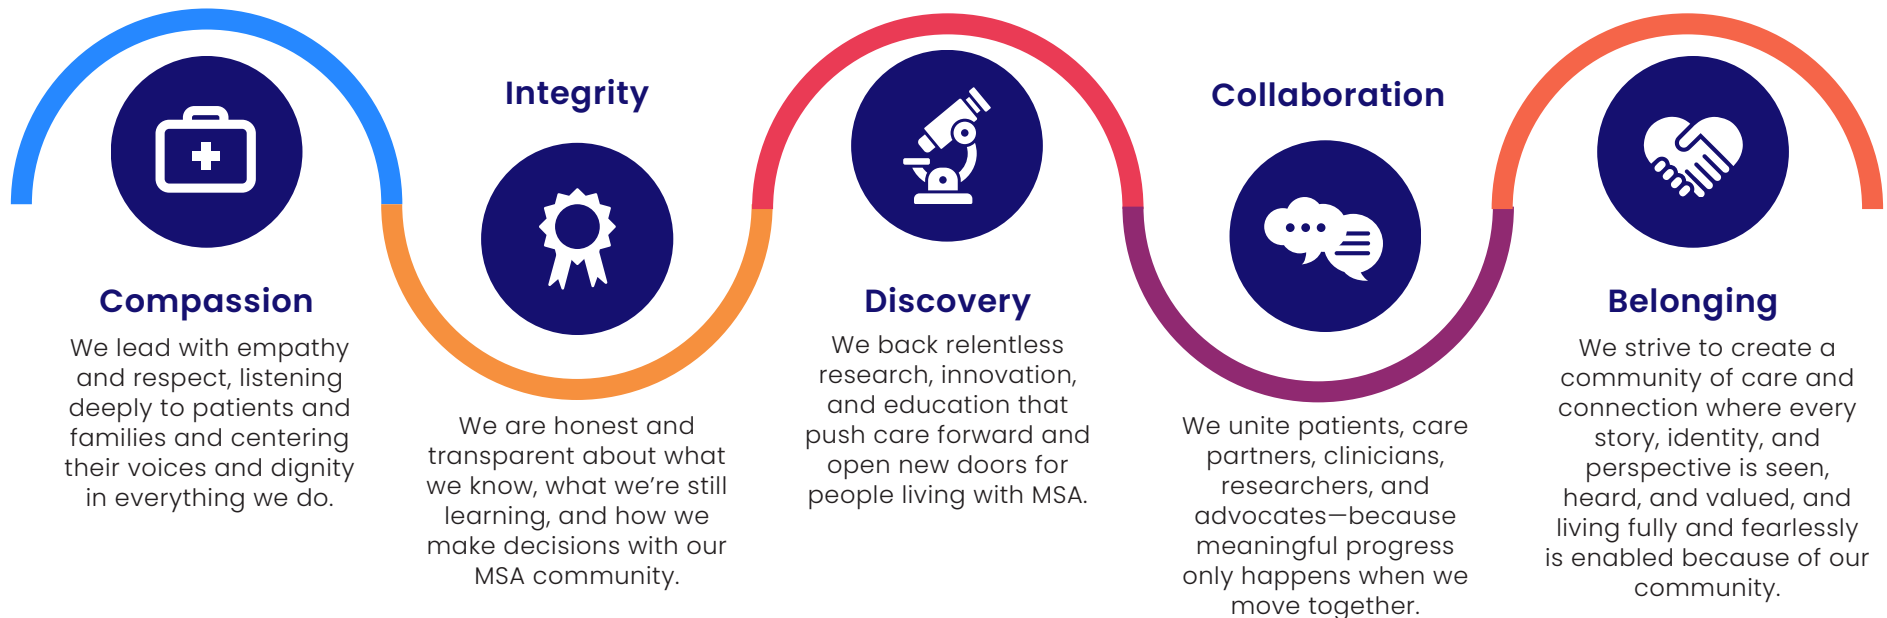 Compassion
We lead with empathy
and respect, listening
deeply to patients and
families and centering
their voices and dignity
in everything we do.
Integrity
We are honest and
transparent about what
we know, what we’re still
learning, and how we
make decisions with our
MSA community.
Discovery
We back relentless
research, innovation,
and education that
push care forward and
open new doors for
people living with MSA.
Collaboration
We unite patients, care
partners, clinicians,
researchers, and
advocates—because
meaningful progress
only happens when we
move together.
Belonging
We strive to create a
community of care and
connection where every
story, identity, and
perspective is seen,
heard, and valued, and
living fully and fearlessly
is enabled because of our
community.